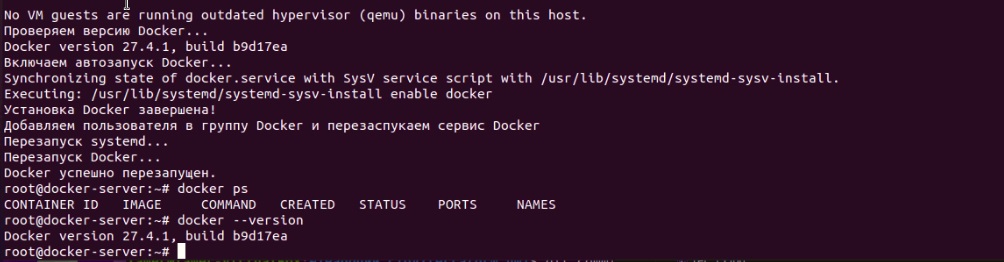 No VM guests are running outdated hypervisor (qemu) binaries on this host.
Проверяем версию Docker...
Docker version 27.4.1, build b9d17ea
Включаем автозапуск Docker...
Synchronizing state of docker.service with SysV service script with /usr/lib/systemd/systemd-sysv-install.
Executing: /usr/lib/systemd/systemd-sysv-install enable docker
Установка Docker завершена!
Добавляем пользователя в группу Docker и перезаспукаем сервис Docker
Перезапуск systemd...
Перезапуск Docker...
Docker успешно перезапущен.
root@docker-server:~# docker ps
CONTAINER ID   IMAGE     COMMAND   CREATED   STATUS    PORTS     NAMES
root@docker-server:~# docker --version
Docker version 27.4.1, build b9d17ea
root@docker-server:~#